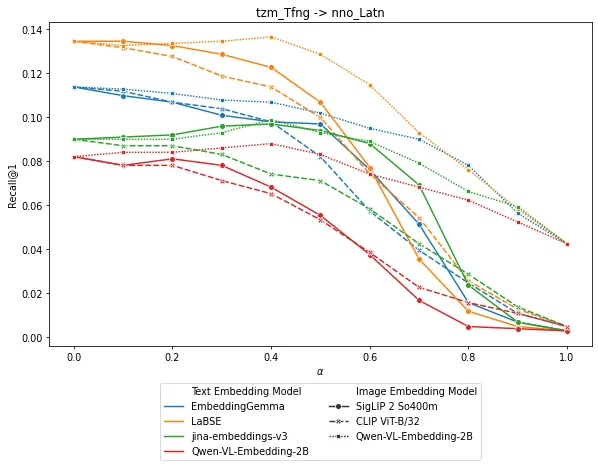 tzm_Tfng -> nno_Latn
Recall@1
0.14
0.12
0.10
0.08
0.06
0.04
0.02
0.00
0.0 0.2 0.4 0.6 0.8 1.0
α
Text Embedding Model
EmbeddingGemma
LaBSE
jina-embeddings-v3
Qwen-VL-Embedding-2B
Image Embedding Model
SigLIP 2 So400m
CLIP ViT-B/32
Qwen-VL-Embedding-2B